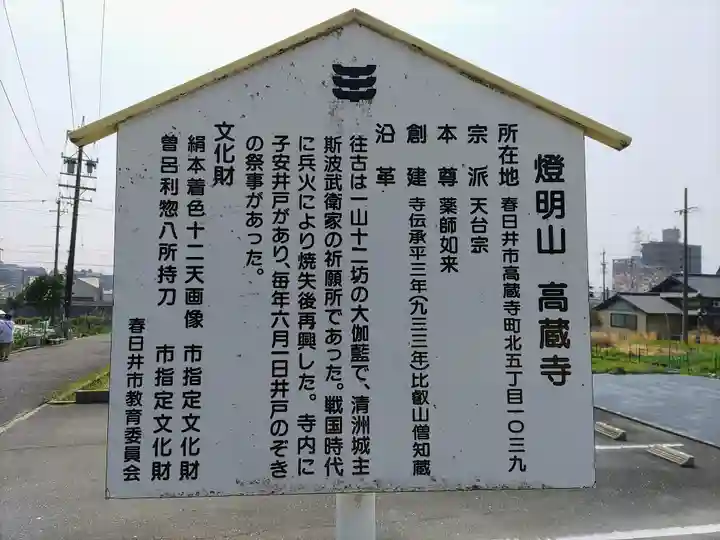 燈明山 高蔵寺
所在地 春日井市高蔵寺町北五丁目一〇三九
宗派 天台宗
本尊 薬師如来
創建 寺伝承平三年(九三三年)比叡山僧知蔵
沿革
往古は一山十二坊の大伽藍で、清洲城主
斯波武衛家の祈願所であった。戦国時代
に兵火により焼失後再興した。寺内に
子安井戸があり、毎年六月一日井戸のぞき
の祭事があった。
文化財
絹本着色十二天画像 市指定文化財
曽呂利惣八所持刀 市指定文化財
春日井市教育委員会